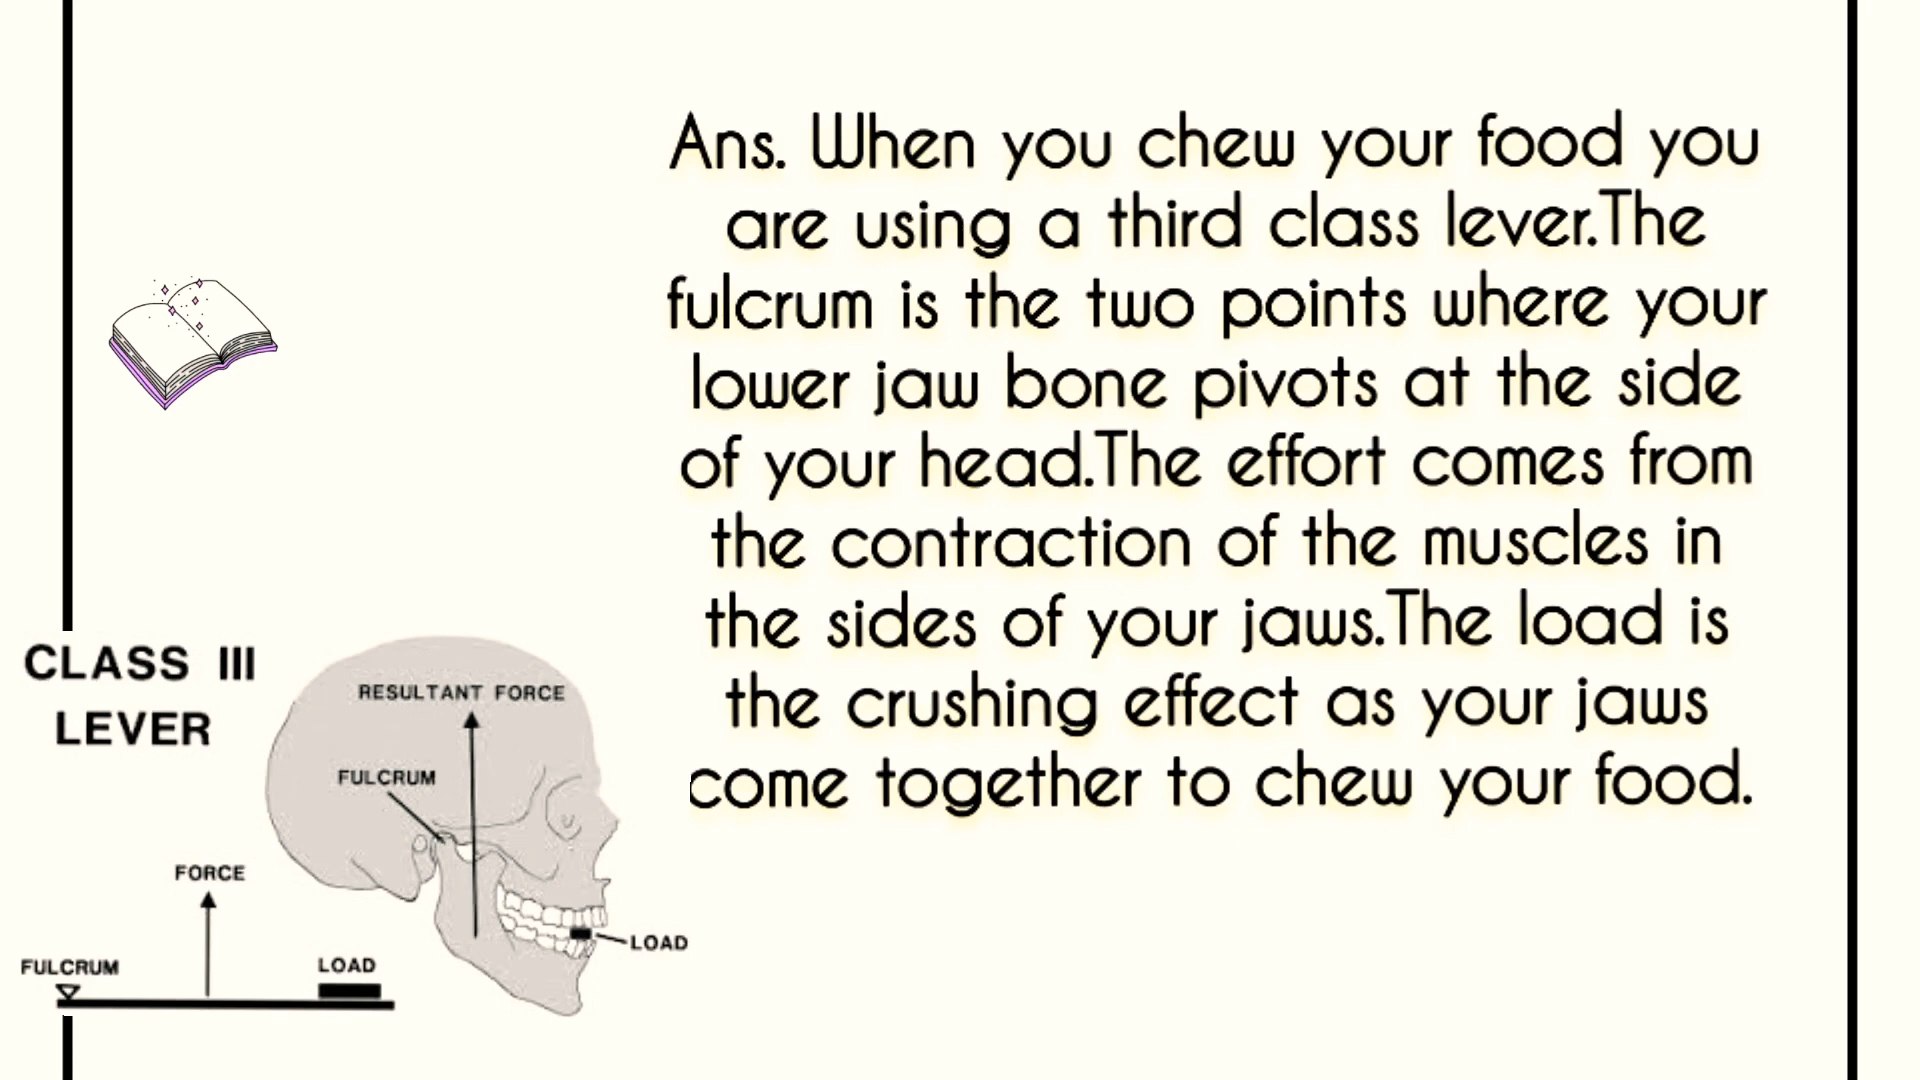 Ans. When you chew your food you
are using a third class lever.The
fulcrum is the two points where your
lower jaw bone pivots at the side
of your head.The effort comes from
the contraction of the muscles in
the sides of your jaws.The load is
the crushing effect as your jaws
come together to chew your food.
CLASS III
LEVER
RESULTANT FORCE
FULCRUM
LOAD
FORCE
FULCRUM
LOAD